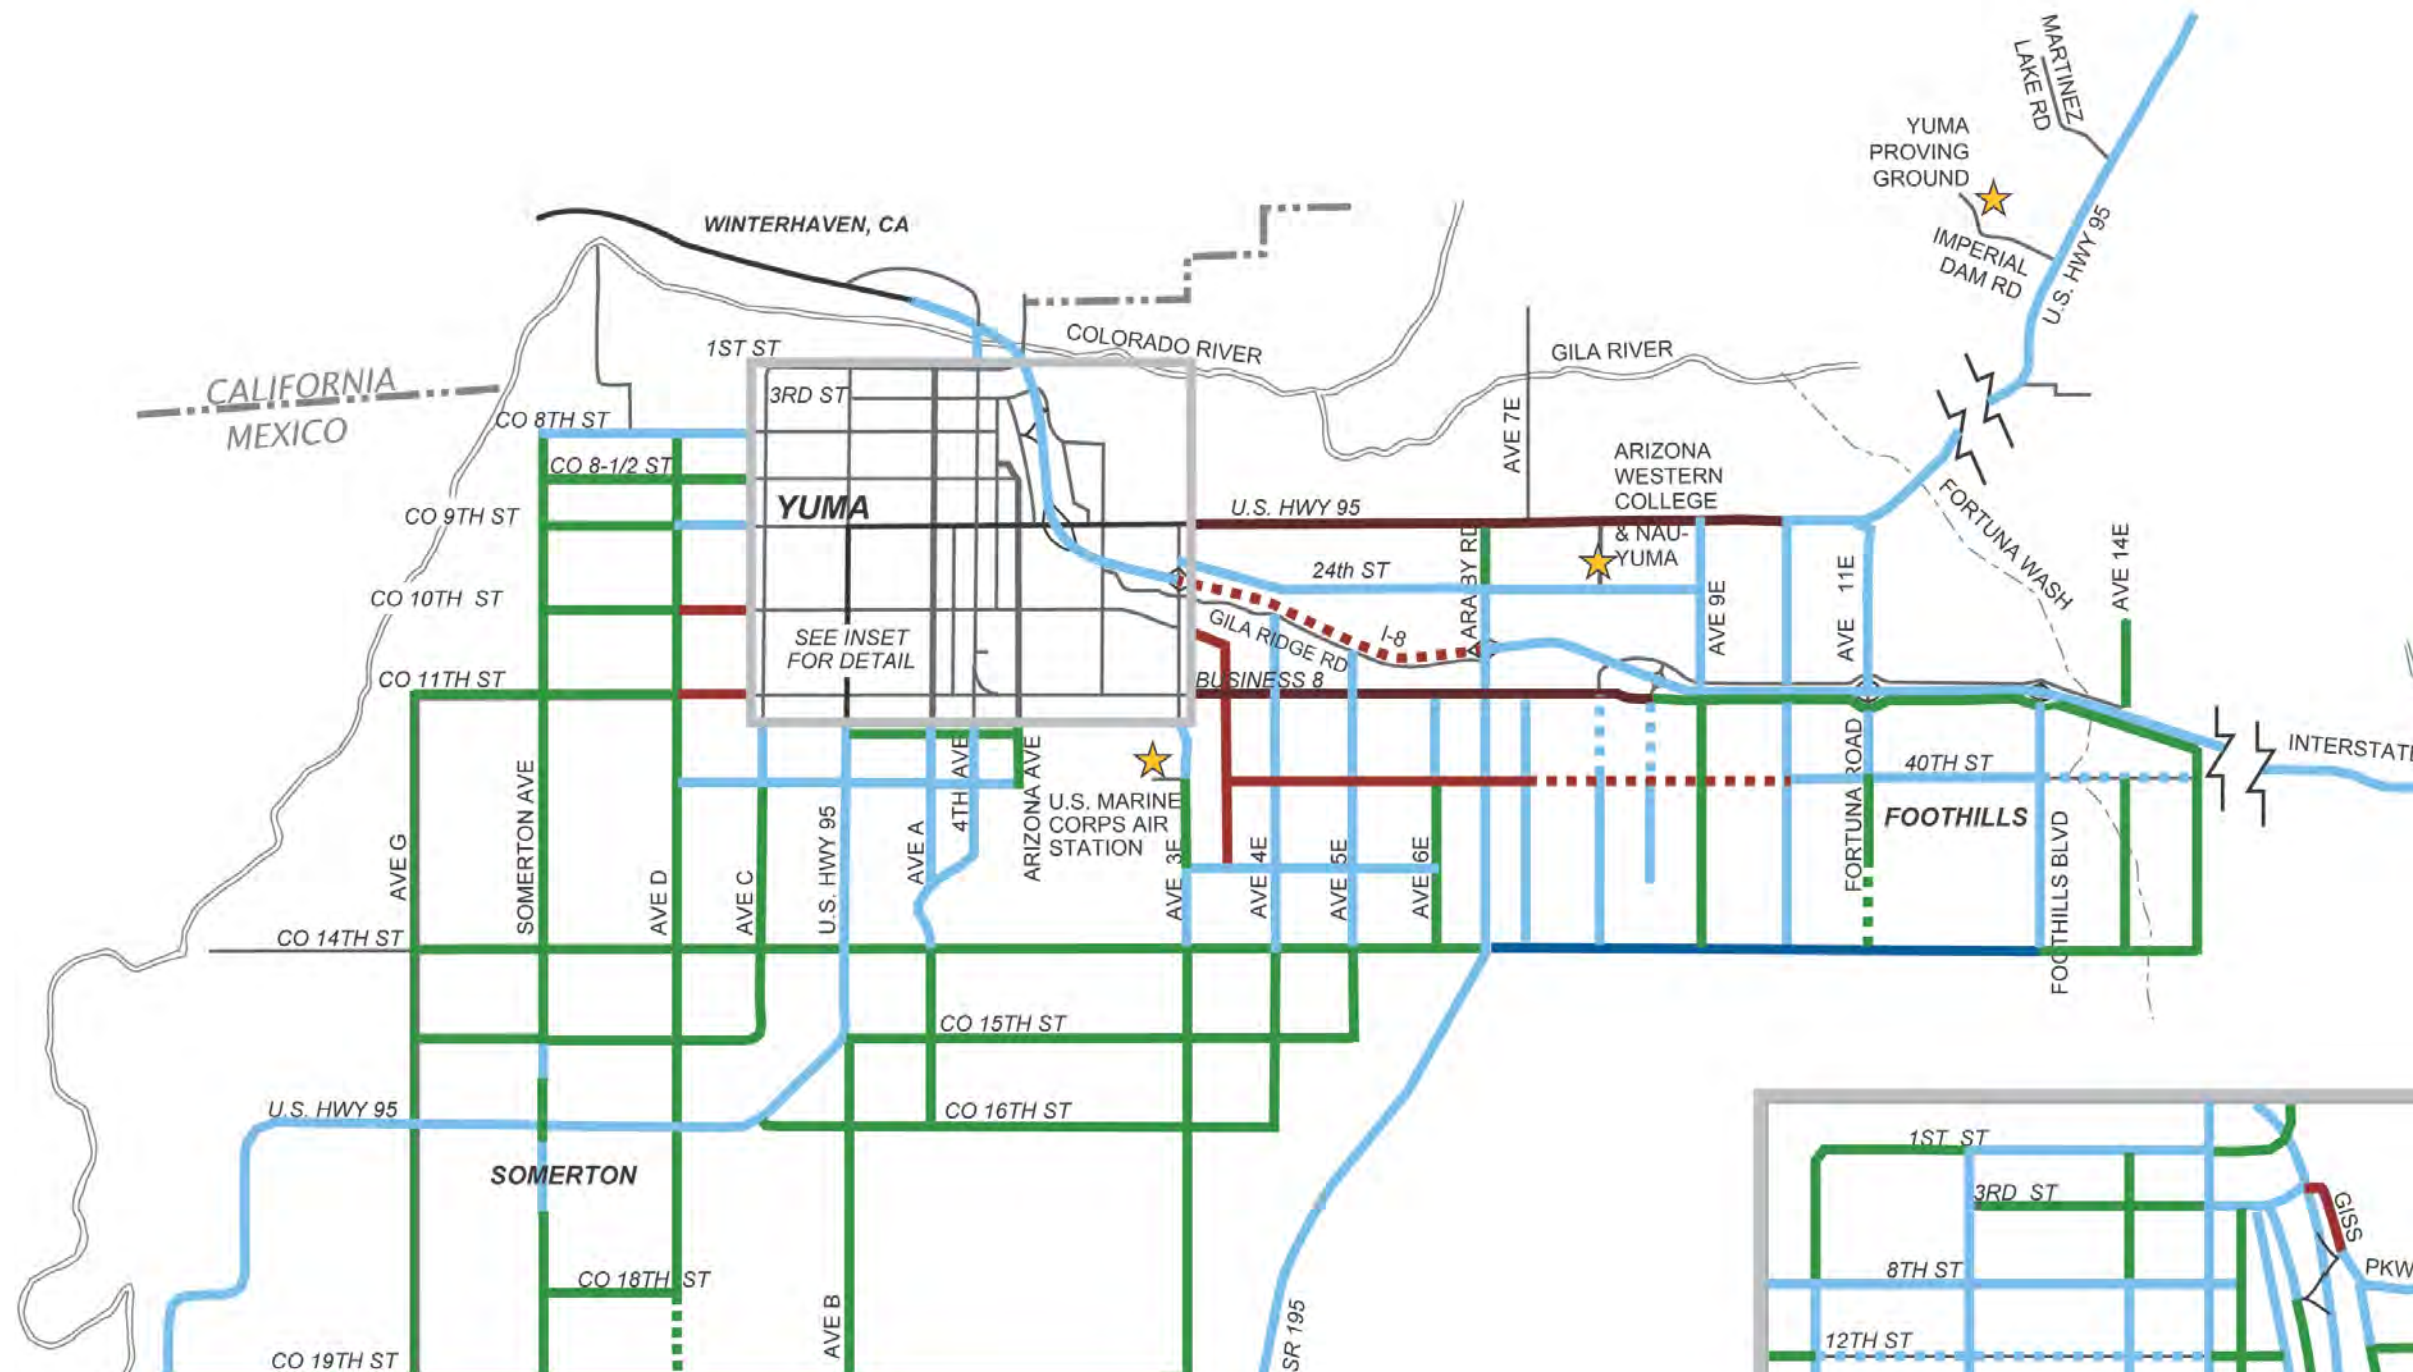 MARTINEZ
LAKE RD
YUMA
PROVING
GROUND
IMPERIAL
DAM RD
U.S. HWY 95
WINTERHAVEN, CA
COLORADO RIVER
GILA RIVER
CALIFORNIA
MEXICO
1ST ST
3RD ST
CO 8TH ST
CO 8-1/2 ST
CO 9TH ST
CO 10TH ST
CO 11TH ST
YUMA
SEE INSET
FOR DETAIL
U.S. HWY 95
AVE 7E
ARIZONA
WESTERN
COLLEGE
& NAU-
YUMA
24th ST
ARABY RD
I-8
GILA RIDGE RD
BUSINESS 8
AVE 9E
AVE 11E
FORTUNA WASH
AVE 14E
INTERSTATE
40TH ST
FORTUNA ROAD
FOOTHILLS
FOOTHILLS BLVD
AVE G
SOMERTON AVE
AVE D
AVE C
U.S. HWY 95
AVE A
4TH AVE
ARIZONA AVE
U.S. MARINE
CORPS AIR
STATION
AVE 3E
AVE 4E
AVE 5E
AVE 6E
CO 14TH ST
CO 15TH ST
U.S. HWY 95
CO 16TH ST
SOMERTON
CO 18TH ST
AVE B
SR 195
CO 19TH ST
1ST ST
3RD ST
GISS
8TH ST
PKW
12TH ST